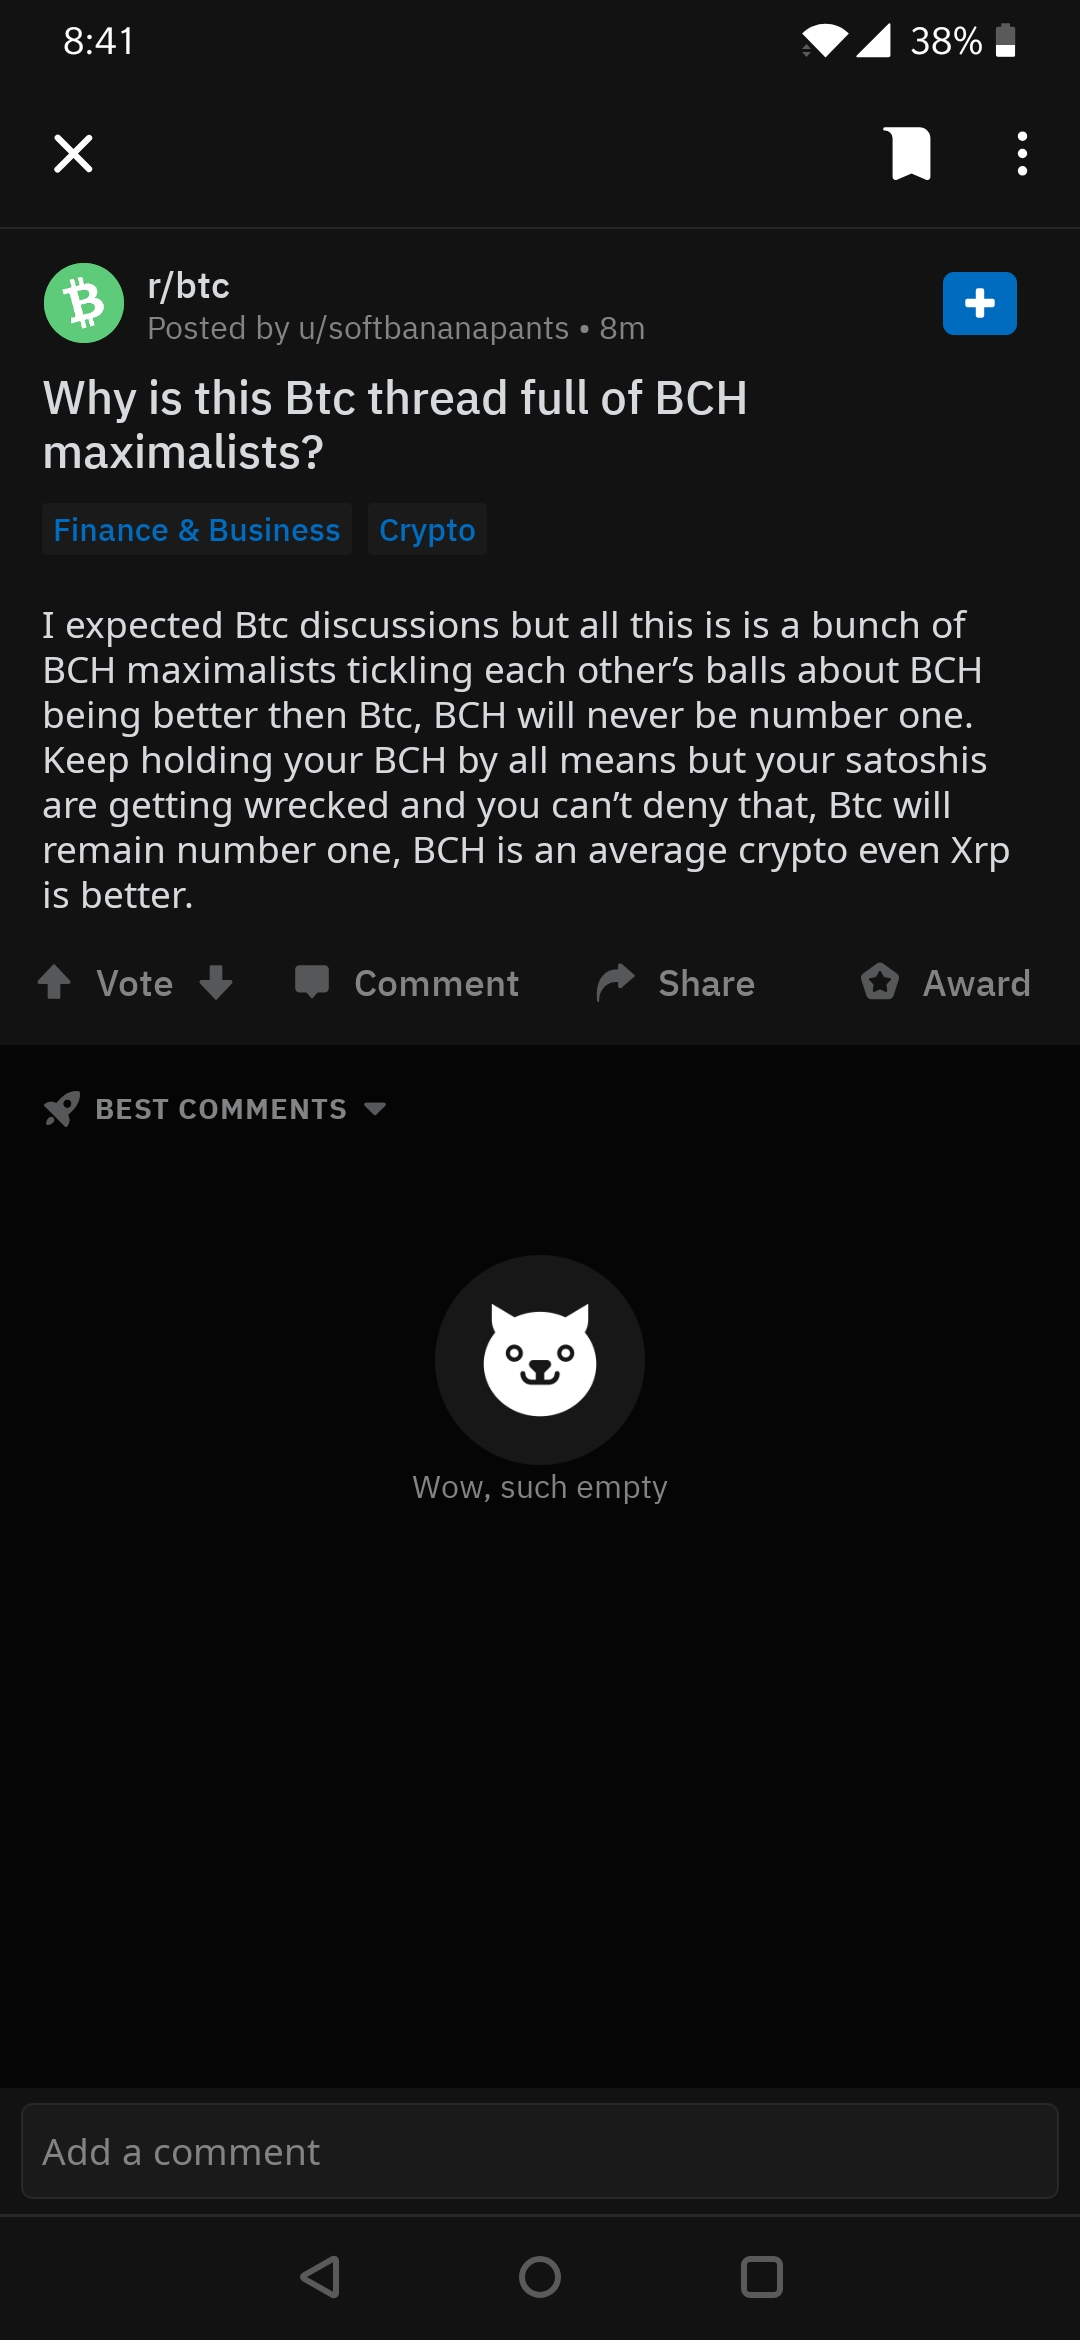 8:41
38%
r/btc
Posted by u/softbananapants • 8m
Why is this Btc thread full of BCH
maximalists?
Finance & Business Crypto
I expected Btc discussions but all this is is a bunch of
BCH maximalists tickling each other’s balls about BCH
being better then Btc, BCH will never be number one.
Keep holding your BCH by all means but your satoshis
are getting wrecked and you can’t deny that, Btc will
remain number one, BCH is an average crypto even Xrp
is better.
Vote Comment Share Award
BEST COMMENTS
Wow, such empty
Add a comment